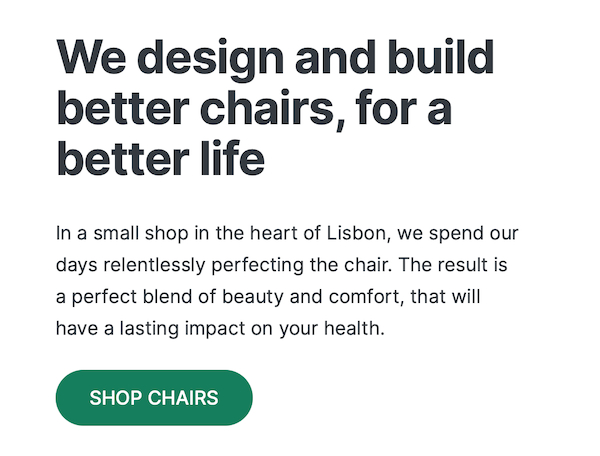 We design and build
better chairs, for a
better life
In a small shop in the heart of Lisbon, we spend our
days relentlessly perfecting the chair. The result is
a perfect blend of beauty and comfort, that will
have a lasting impact on your health.
SHOP CHAIRS